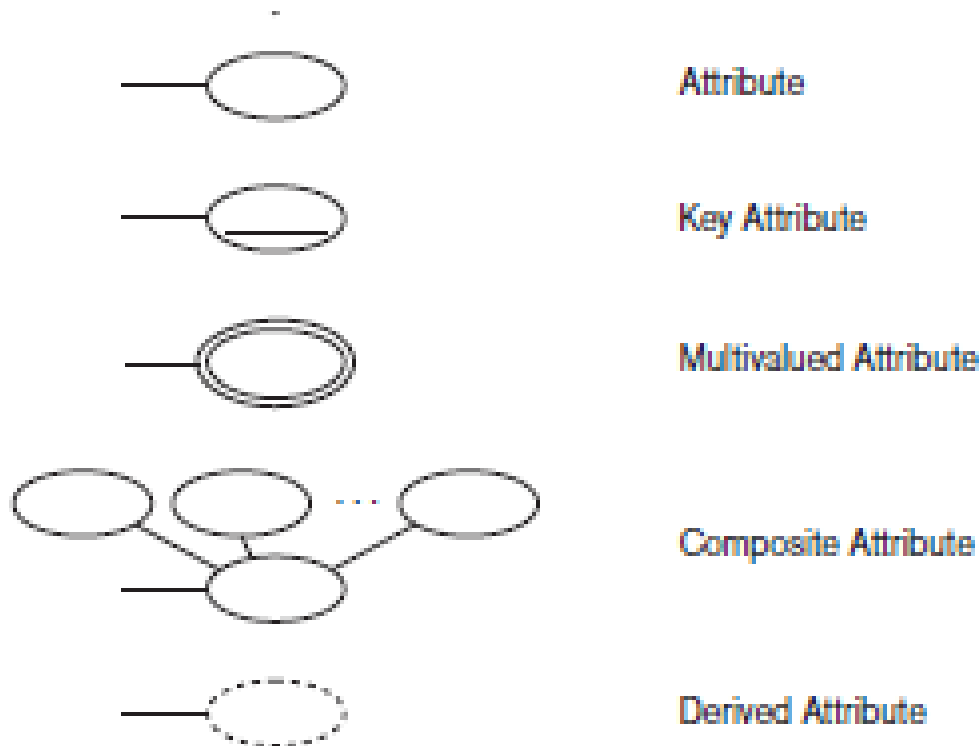 Attribute
Key Attribute
Multivalued Attribute
Composite Attribute
Derived Attribute